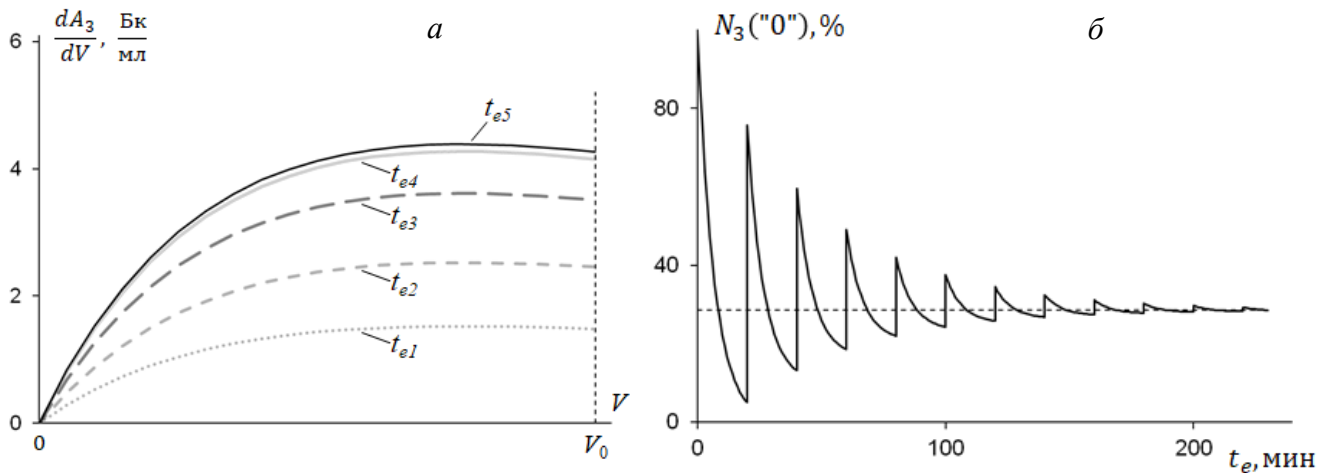 dA₃/dV, Бк/мл
а
6
4
2
0
t_e5
t_e4
t_e3
t_e2
t_e1
V
0
V₀
N₃("0"),%
б
80
40
0
0
100
200
t_e,мин